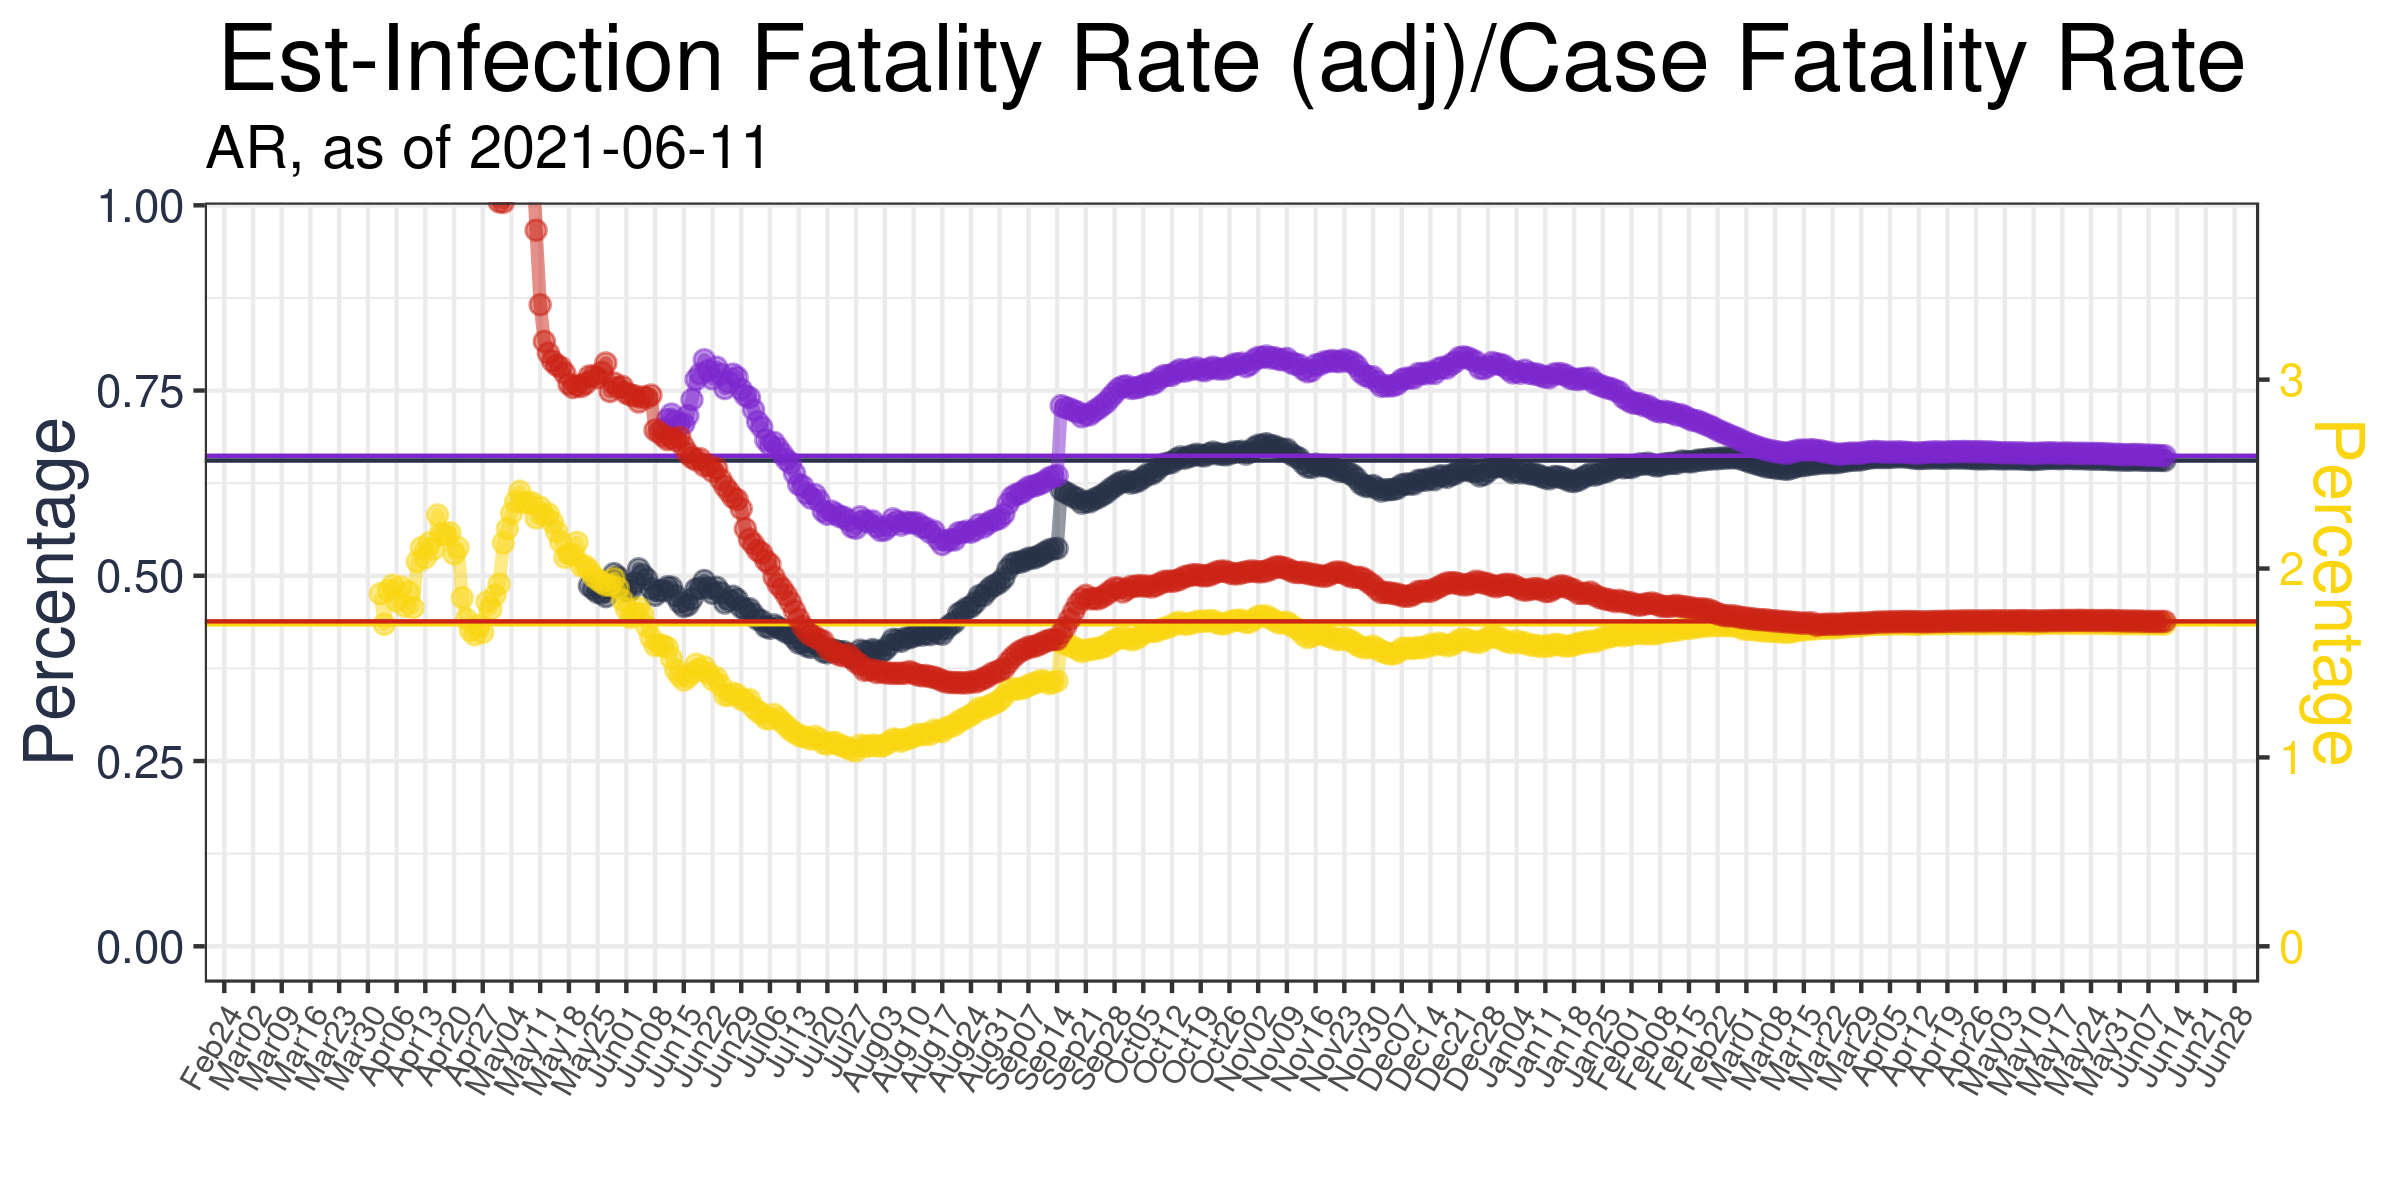 Est-Infection Fatality Rate (adj)/Case Fatality Rate
AR, as of 2021-06-11
Percentage
1.00
0.75
0.50
0.25
0.00
3
2
1
0
Percentage
Feb24
Mar02
Mar09
Mar16
Mar23
Mar30
Apr06
Apr13
Apr20
Apr27
May04
May11
May18
May25
Jun01
Jun08
Jun15
Jun22
Jun29
Jul06
Jul13
Jul20
Jul27
Aug03
Aug10
Aug17
Aug24
Aug31
Sep07
Sep14
Sep21
Sep28
Oct05
Oct12
Oct19
Oct26
Nov02
Nov09
Nov16
Nov23
Nov30
Dec07
Dec14
Dec21
Dec28
Jan04
Jan11
Jan18
Jan25
Feb01
Feb08
Feb15
Feb22
Mar01
Mar08
Mar15
Mar22
Mar29
Apr05
Apr12
Apr19
Apr26
May03
May10
May17
May24
May31
Jun07
Jun14
Jun21
Jun28